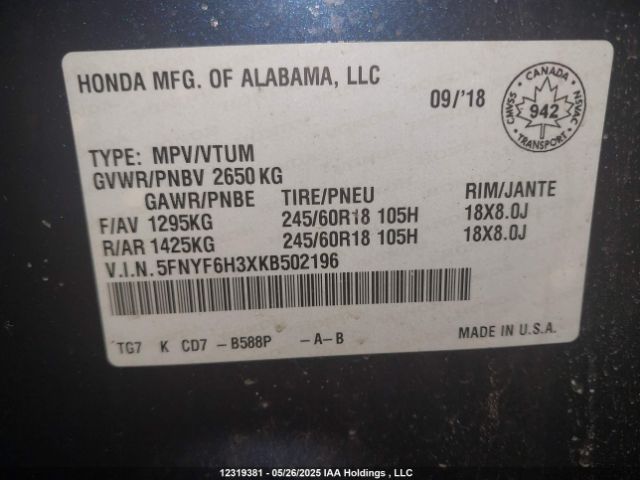 HONDA MFG. OF ALABAMA, LLC
09/'18
CANADA
CMVSS
942
NSVAC
TRANSPORT
TYPE: MPV/VTUM
GVWR/PNBV 2650 KG
GAWR/PNBE TIRE/PNEU RIM/JANTE
F/AV 1295KG 245/60R18 105H 18X8.0J
R/AR 1425KG 245/60R18 105H 18X8.0J
V.I.N.5FNYF6H3XKB502196
TG7 K CD7 -B588P -A-B MADE IN U.S.A.
12319381 - 05/26/2025 IAA Holdings , LLC